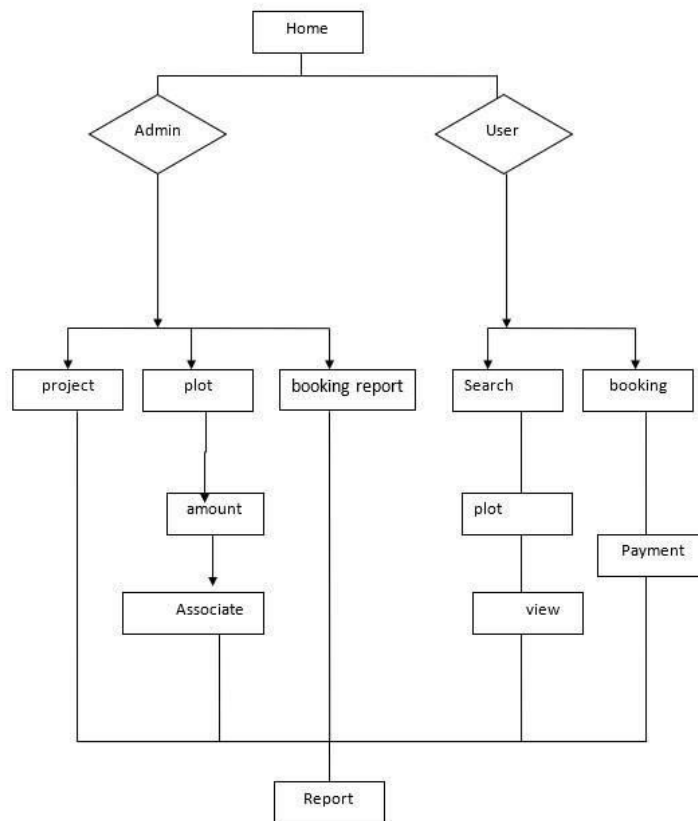 Home
Admin
User
project
plot
booking report
Search
booking
amount
plot
Payment
Associate
view
Report